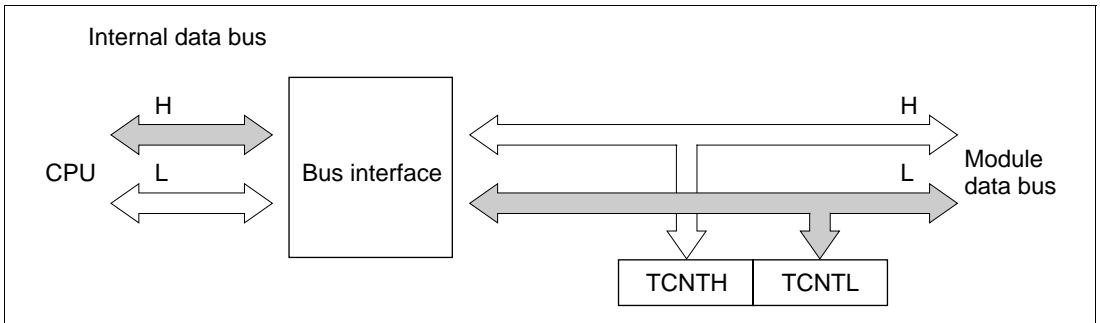 Internal data bus
H
H
CPU
L
Bus interface
L
Module
data bus
TCNTH
TCNTL